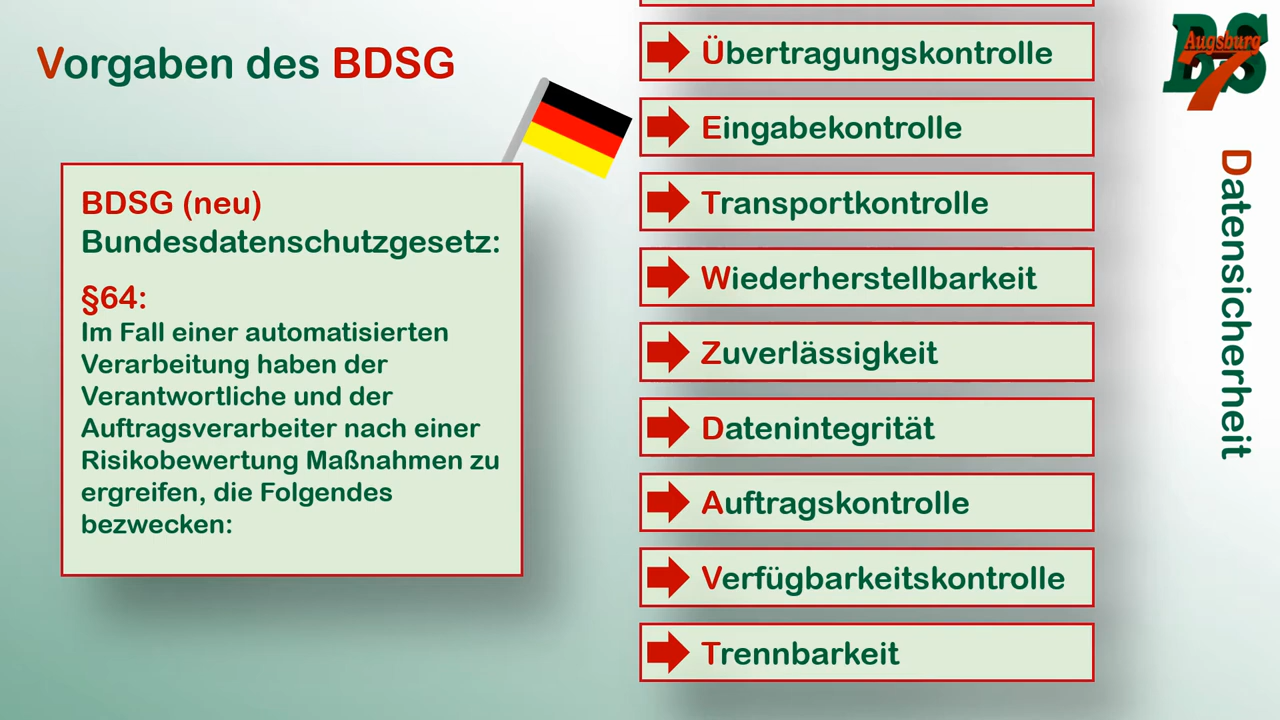 Vorgaben des BDSG
BDSG (neu)
Bundesdatenschutzgesetz:
§64:
Im Fall einer automatisierten
Verarbeitung haben der
Verantwortliche und der
Auftragsverarbeiter nach einer
Risikobewertung Maßnahmen zu
ergreifen, die Folgendes
bezwecken:
Übertragungskontrolle
Eingabekontrolle
Transportkontrolle
Wiederherstellbarkeit
Zuverlässigkeit
Datenintegrität
Auftragskontrolle
Verfügbarkeitskontrolle
Trennbarkeit
BS
Augsburg
7
Datensicherheit